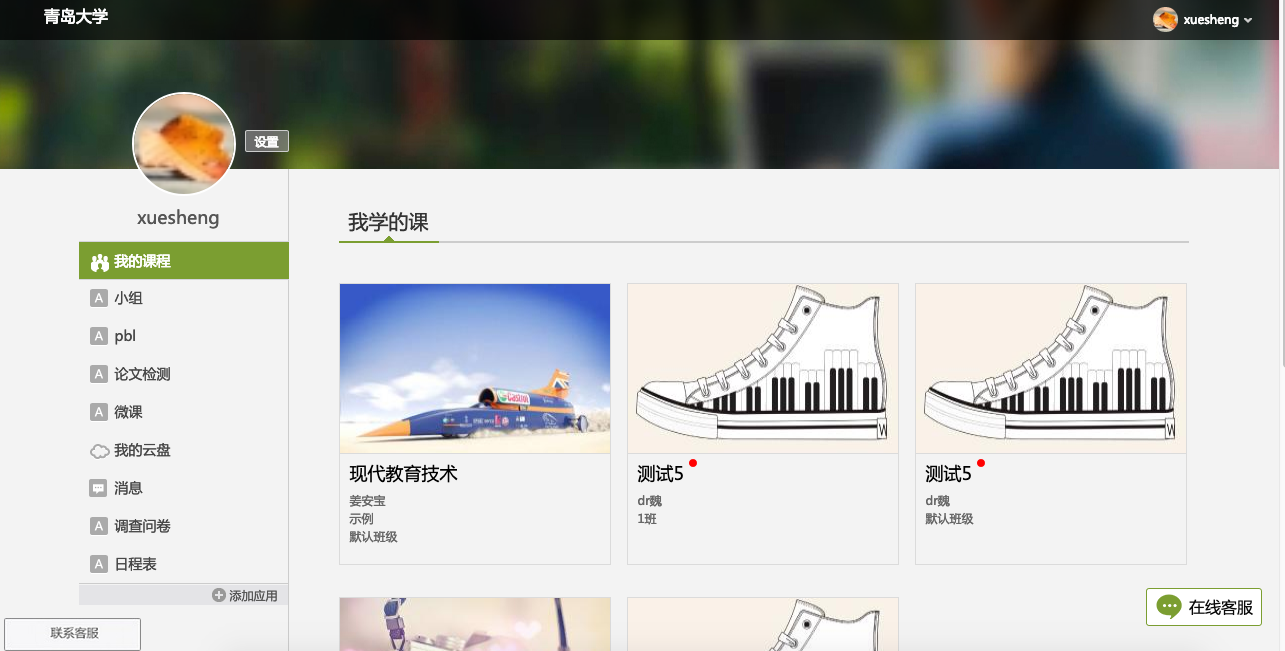 青岛大学
xuesheng
设置
xuesheng
我的课程
A 小组
A pbl
A 论文检测
A 微课
我的云盘
消息
A 调查问卷
A 日程表
添加应用
联系客服
我学的课
Castrol
现代教育技术
姜安宝
示例
默认班级
W
测试5
dr魏
1班
W
测试5
dr魏
默认班级
在线客服